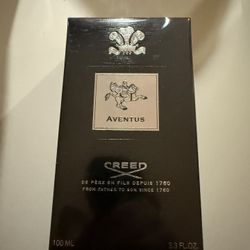 AVENTUS
CREED
DE PÈRE EN FILS DEPUIS 1760
FROM FATHER TO SON SINCE 1760
100 ML 3.3 FL.OZ.